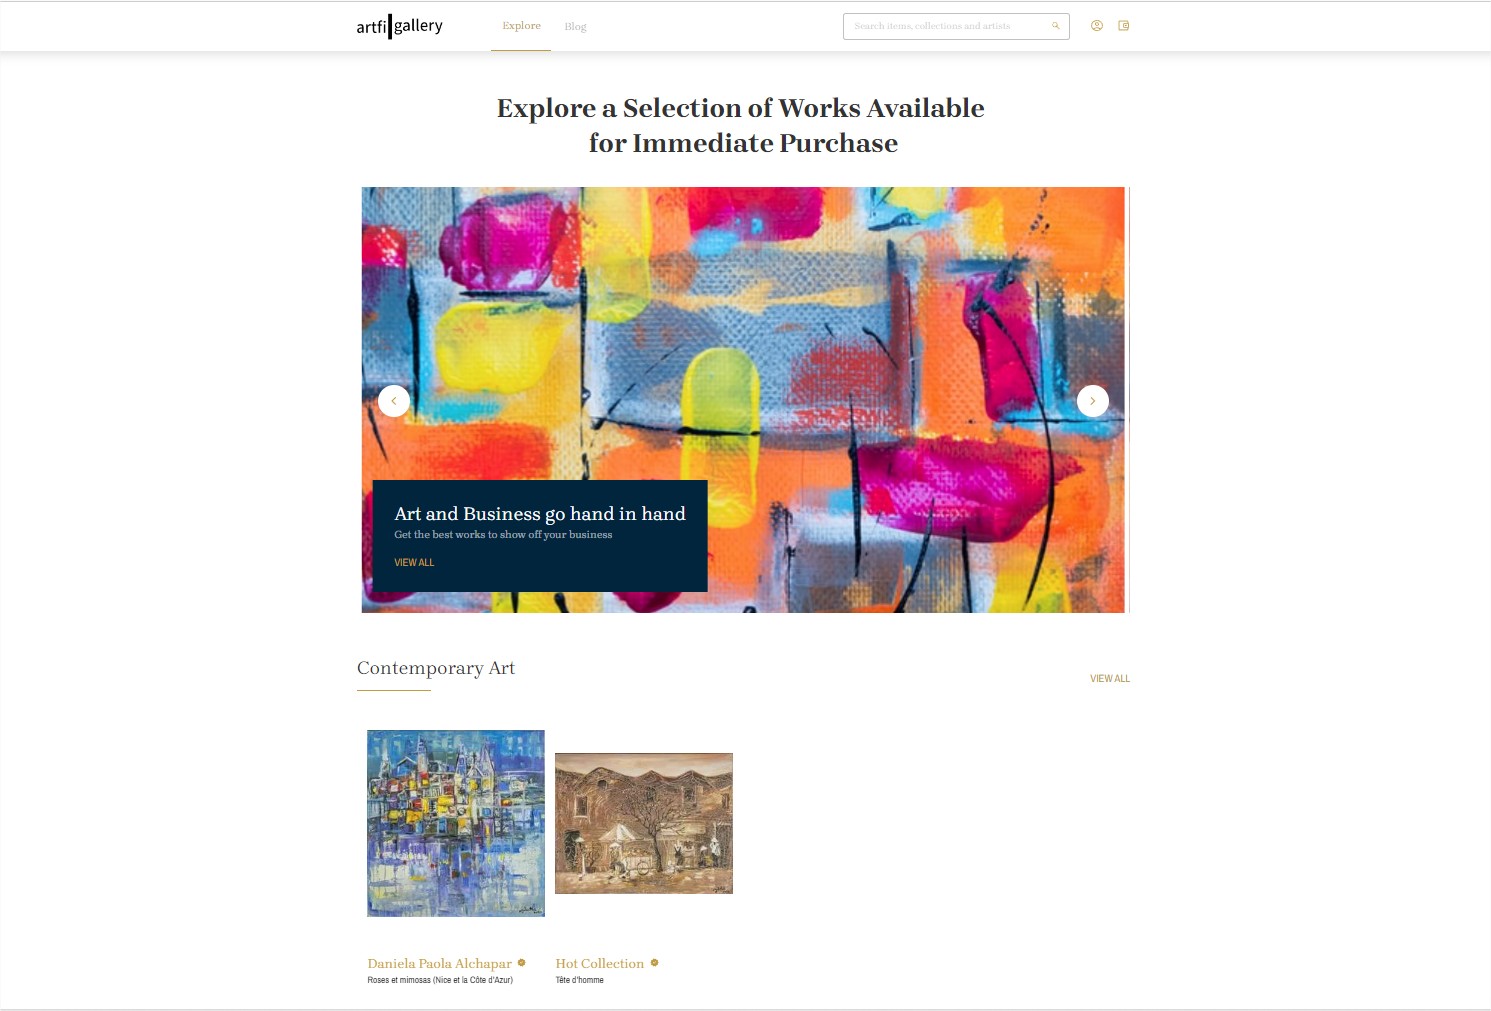 artfi gallery
Explore
Blog
Search items, collections and artists
Explore a Selection of Works Available
for Immediate Purchase
Art and Business go hand in hand
Get the best works to show off your business
VIEW ALL
Contemporary Art
VIEW ALL
Daniela Paola Alchapar
Roses et mimosas (Nice et la Côte d'Azur)
Hot Collection
Tête d'homme